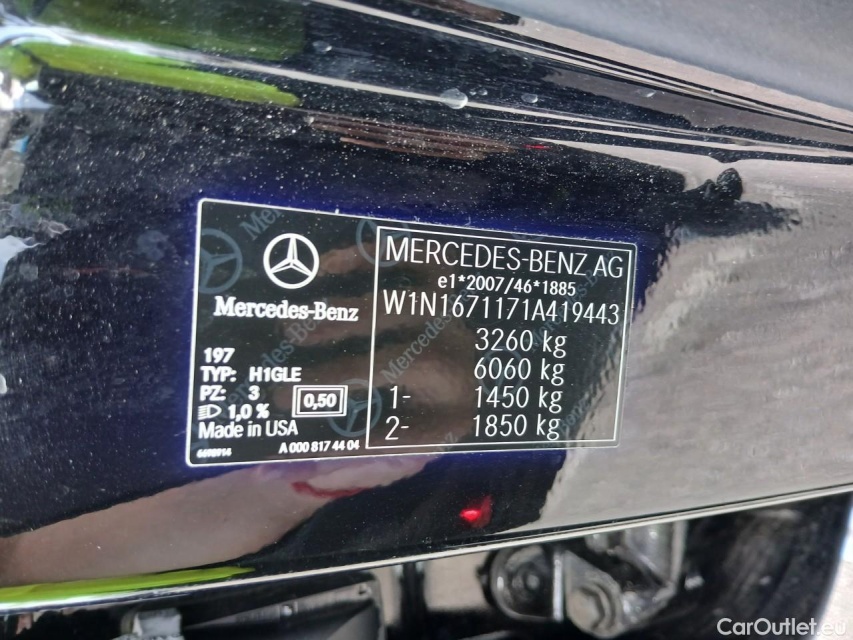 Mercedes-Benz
197
TYP: H1GLE
PZ: 3
1,0 %
0,50
Made in USA
A 000 817 44 04
MERCEDES-BENZ AG
e1*2007/46*1885
W1N1671171A419443
3260 kg
6060 kg
1- 1450 kg
2- 1850 kg
CarOutlet.eu